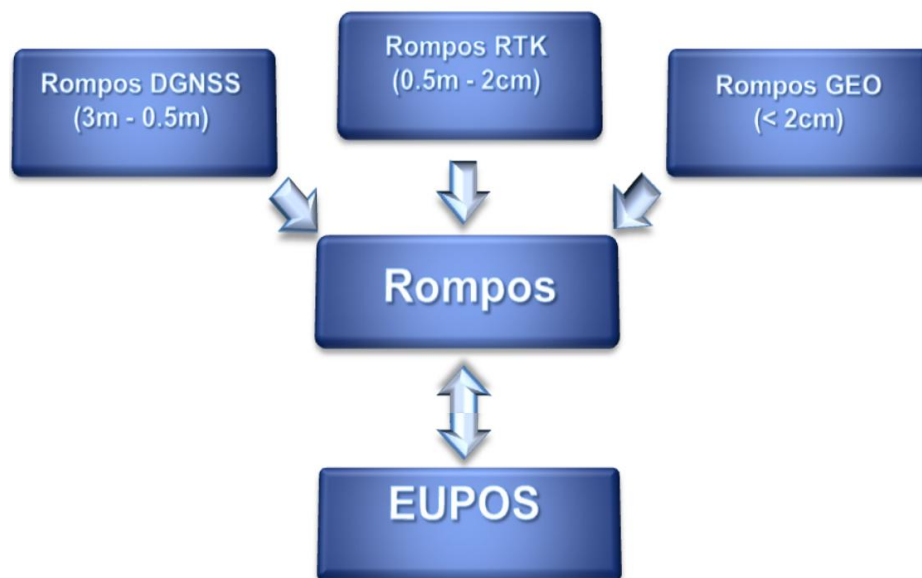 Rompos DGNSS
(3m - 0.5m)
Rompos RTK
(0.5m - 2cm)
Rompos GEO
(< 2cm)
Rompos
EUPOS